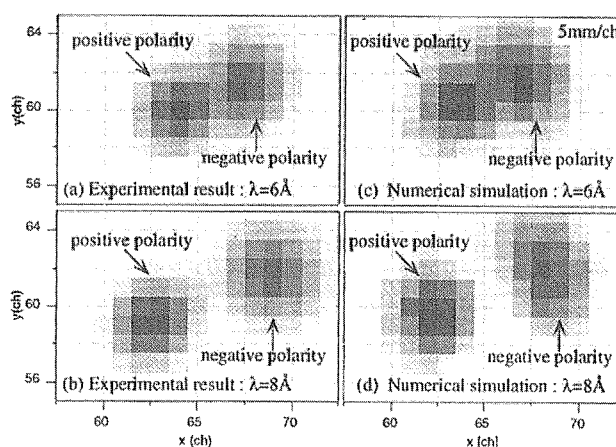 64
positive polarity
y(ch)
60
negative polarity
55
(a) Experimental result : λ=6Å
5mm/ch
positive polarity
negative polarity
(c) Numerical simulation : λ=6Å
64
positive polarity
y(ch)
60
negative polarity
55
(b) Experimental result : λ=8Å
positive polarity
negative polarity
(d) Numerical simulation : λ=8Å
60 65 70
x (ch)
60 65 70
x (ch)